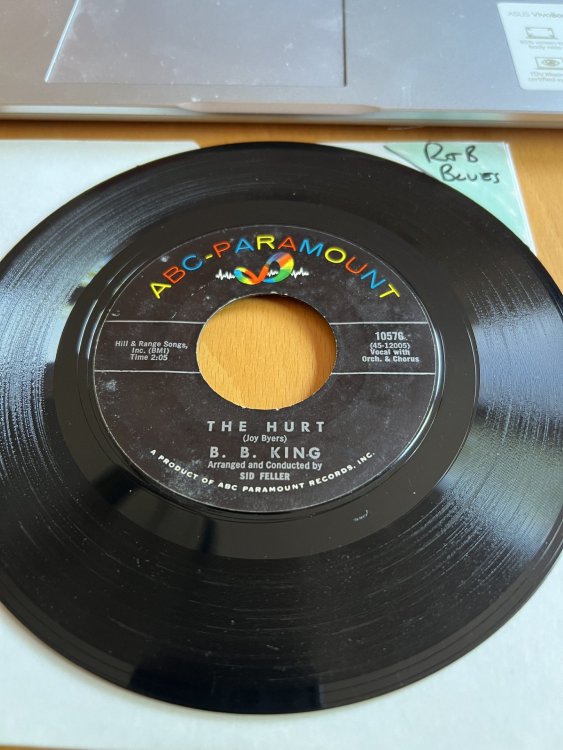 ASUS VivoBoo
R&B
BLUES
ABC-PARAMOUNT
Hill & Range Songs,
Inc. (BMI)
Time 2:05
10576
(45-12005)
Vocal with
Orch. & Chorus
THE HURT
(Joy Byers)
B. B. KING
Arranged and Conducted by
SID FELLER
A PRODUCT OF ABC PARAMOUNT RECORDS, INC.